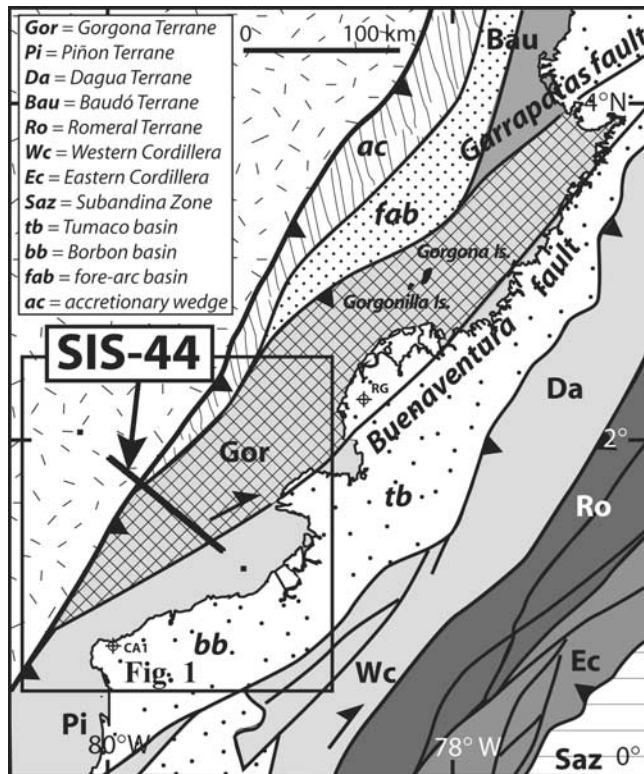 Gor = Gorgona Terrane
Pi = Piñon Terrane
Da = Dagua Terrane
Bau = Baudó Terrane
Ro = Romeral Terrane
Wc = Western Cordillera
Ec = Eastern Cordillera
Saz = Subandina Zone
tb = Tumaco basin
bb = Borbon basin
fab = fore-arc basin
ac = accretionary wedge
0 100 km
Bau
Garrapatas fault
4°N
ac
fab
Gorgona Is.
Gorgonilla Is.
SIS-44
RG
Buenaventura fault
Da
Gor
2°
tb
Ro
CA1
bb
Fig. 1
Wc
Ec
Pi
80°W
78° W
Saz 0°